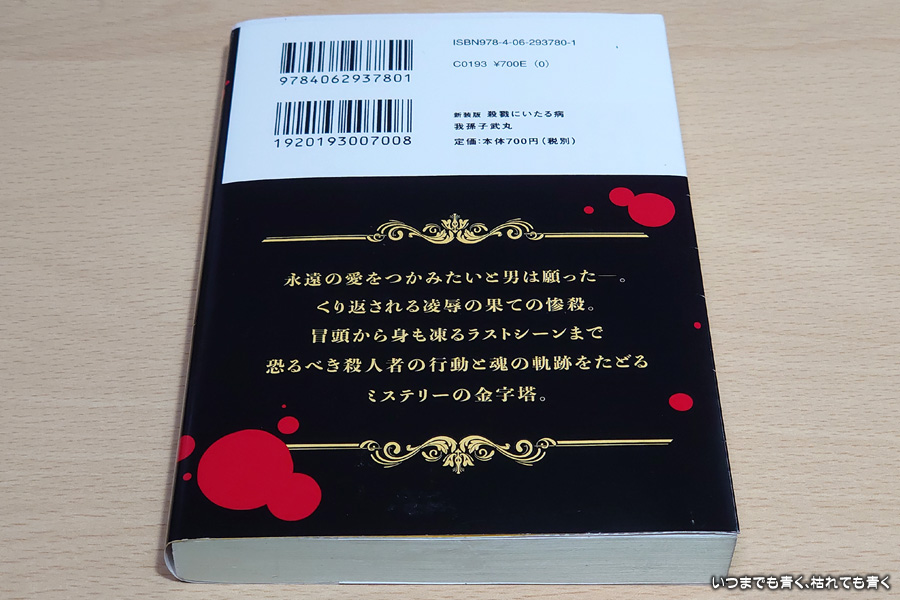 ISBN978-4-06-293780-1
C0193 ¥700E (0)
9784062937801
1920193007008
新装版 殺戮にいたる病
我孫子武丸
定価:本体700円(税別)
永遠の愛をつかみたいと男は願った―。
くり返される凌辱の果ての惨殺。
冒頭から身も凍るラストシーンまで
恐るべき殺人者の行動と魂の軌跡をたどる
ミステリーの金字塔。
いつまでも青く、枯れても青く